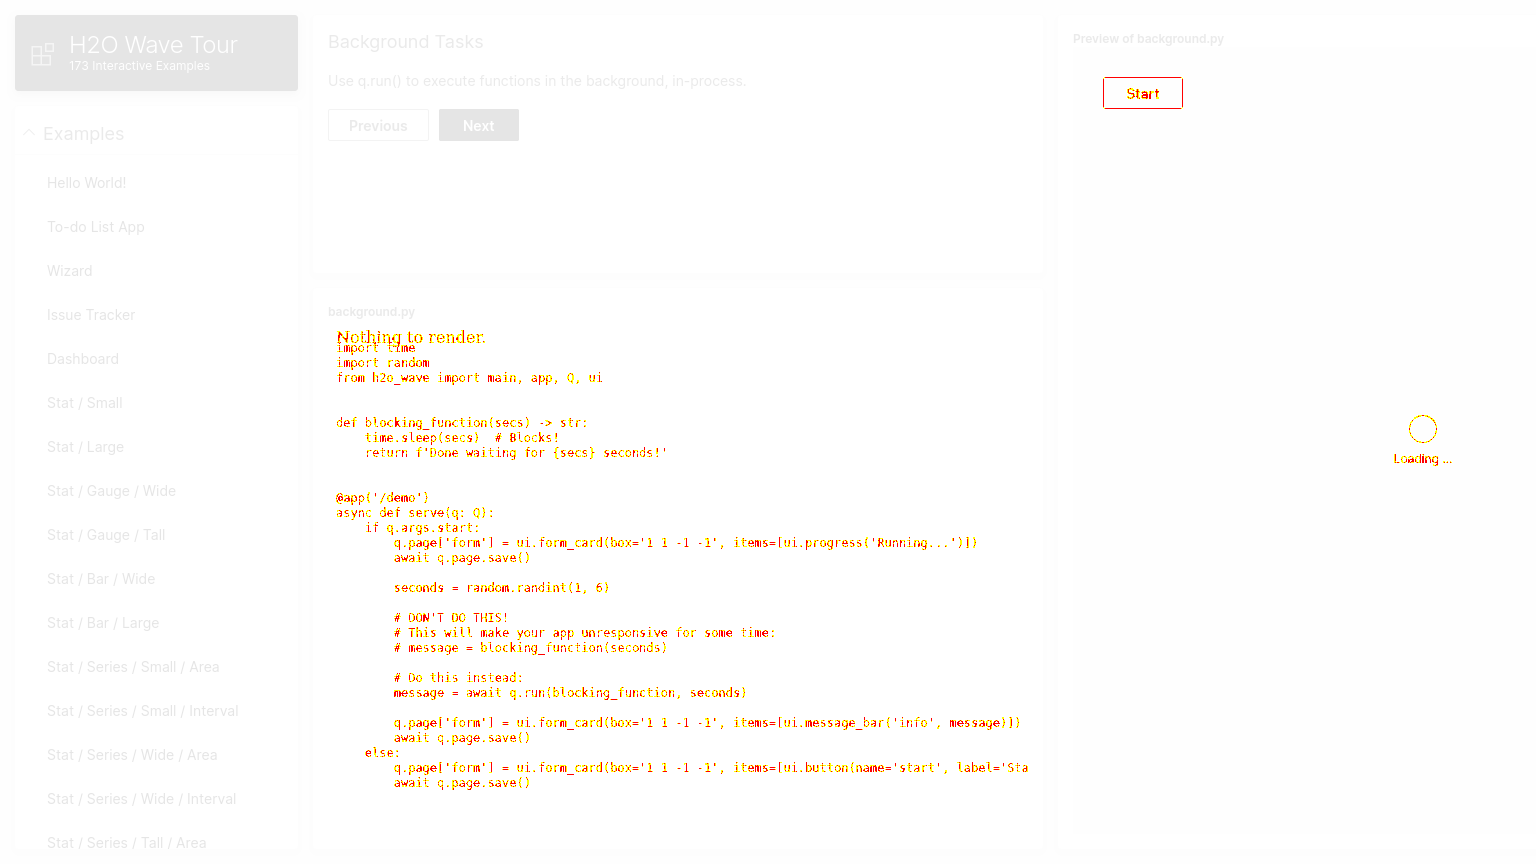 H2O Wave Tour
173 Interactive Examples
Examples
Hello World!
To-do List App
Wizard
Issue Tracker
Dashboard
Stat / Small
Stat / Large
Stat / Gauge / Wide
Stat / Gauge / Tall
Stat / Bar / Wide
Stat / Bar / Large
Stat / Series / Small / Area
Stat / Series / Small / Interval
Stat / Series / Wide / Area
Stat / Series / Wide / Interval
Stat / Series / Tall / Area
Background Tasks
Use q.run() to execute functions in the background, in-process.
Previous
Next
background.py
Nothing to render.
import time
import random
from h2o_wave import main, app, Q, ui
def blocking_function(secs) -> str:
time.sleep(secs)  # Blocks!
return f'Done waiting for {secs} seconds!'
@app('/demo')
async def serve(q: Q):
if q.args.start:
q.page['form'] = ui.form_card(box='1 1 -1 -1', items=[ui.progress('Running...')])
await q.page.save()
seconds = random.randint(1, 6)
# DON'T DO THIS!
# This will make your app unresponsive for some time:
# message = blocking_function(seconds)
# Do this instead:
message = await q.run(blocking_function, seconds)
q.page['form'] = ui.form_card(box='1 1 -1 -1', items=[ui.message_bar('info', message)])
await q.page.save()
else:
q.page['form'] = ui.form_card(box='1 1 -1 -1', items=[ui.button(name='start', label='Sta
await q.page.save()
Preview of background.py
Start
Loading ...